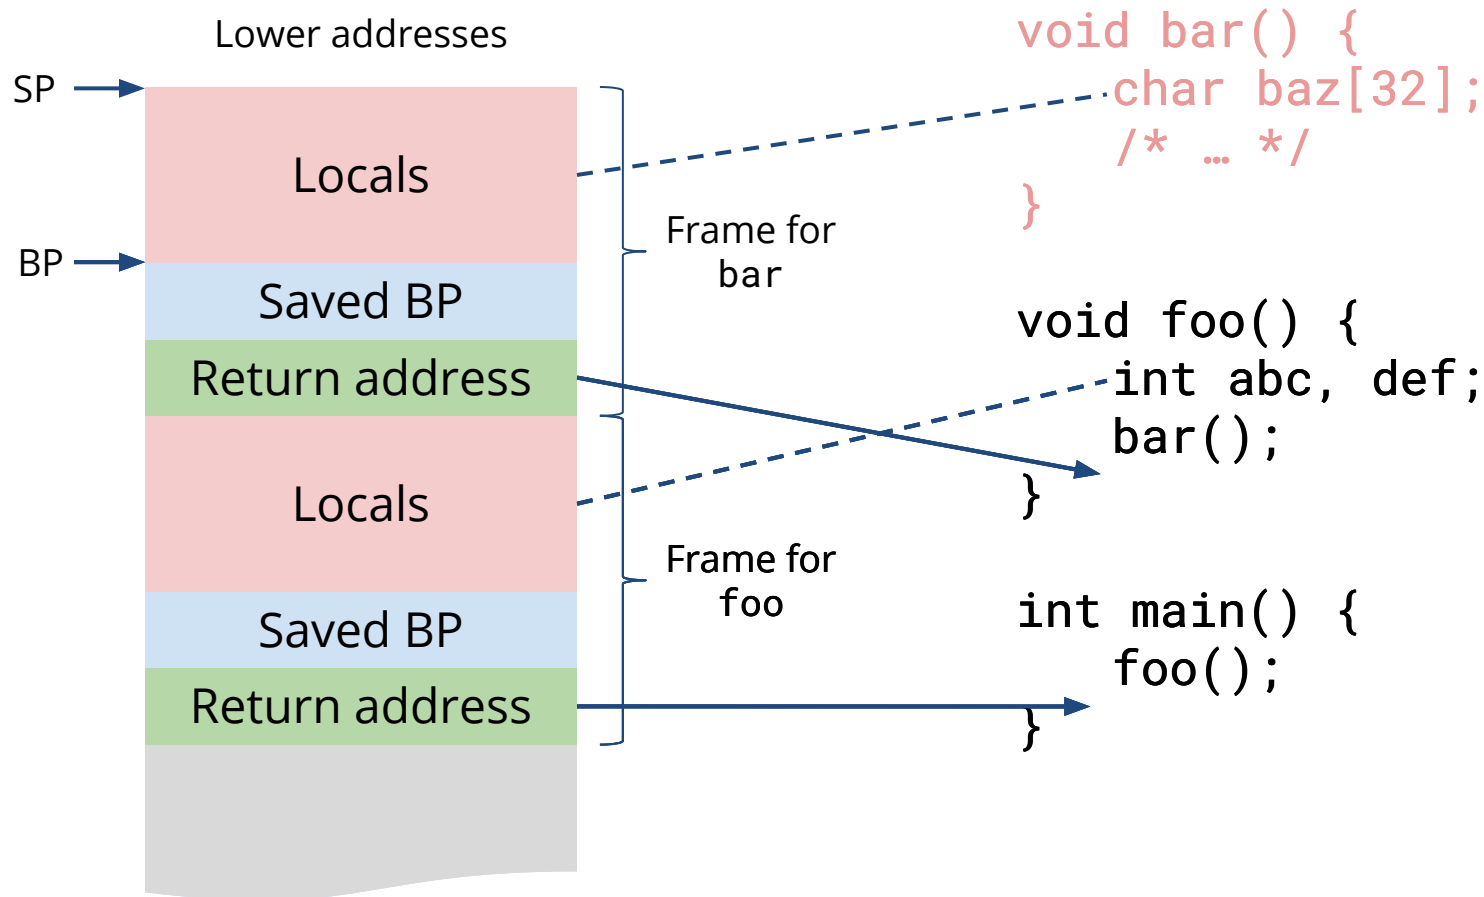 Lower addresses
SP
Locals
BP
Saved BP
Return address
Locals
Saved BP
Return address
Frame for
bar
Frame for
foo
void bar() {
char baz[32];
/* … */
}
void foo() {
int abc, def;
bar();
}
int main() {
foo();
}